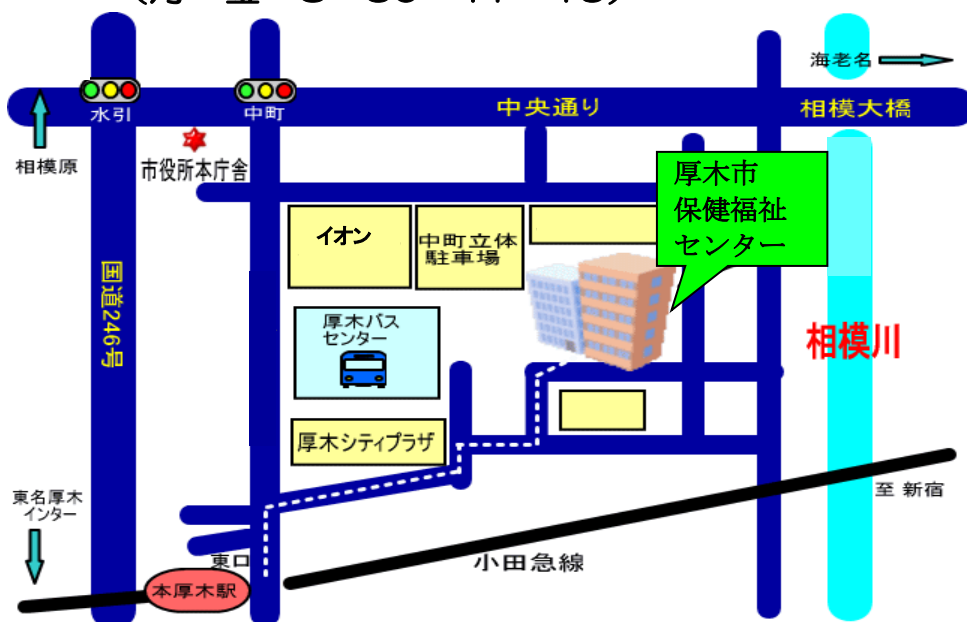 海老名
水引
中町
中央通り
相模大橋
相模原
市役所本庁舎
厚木市
保健福祉
センター
イオン
中町立体
駐車場
国道246号
厚木バス
センター
相模川
厚木シティプラザ
東名厚木
インター
至 新宿
東口
小田急線
本厚木駅